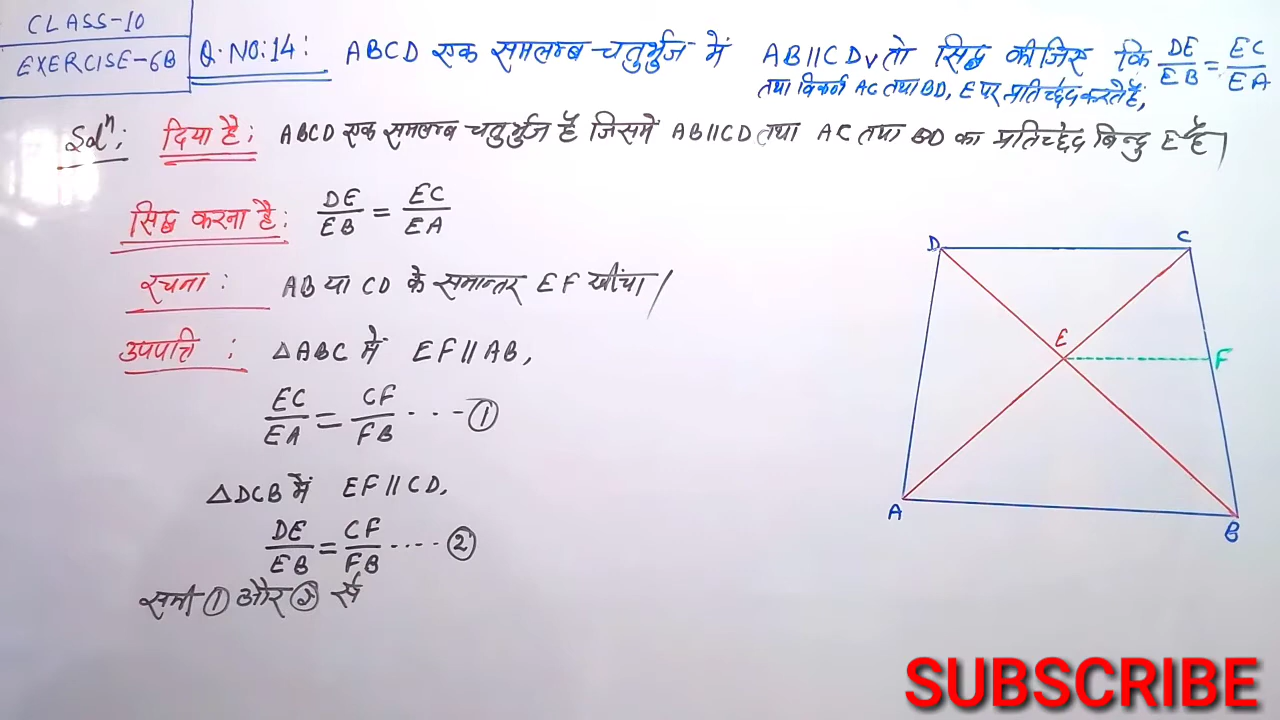 CLASS-10
EXERCISE-6B
Q.NO:14: ABCD एक समलम्ब चतुर्भुज में AB||CD, तो सिद्ध कीजिए कि DE/EB = EC/EA
तथा विकर्ण AC तथा BD, E पर प्रतिच्छेद करते हैं,
Solⁿ: दिया है: ABCD एक समलम्ब चतुर्भुज है जिसमें AB||CD तथा AC तथा BD का प्रतिच्छेद बिन्दु E है।
सिद्ध करना है: DE/EB = EC/EA
रचना: AB या CD के समान्तर EF खींचा।
उपपत्ति: △ABC में EF||AB,
EC/EA = CF/FB ---- ①
△DCB में EF||CD,
DE/EB = CF/FB ---- ②
समी ① और ② से
D C
E F
A B
SUBSCRIBE